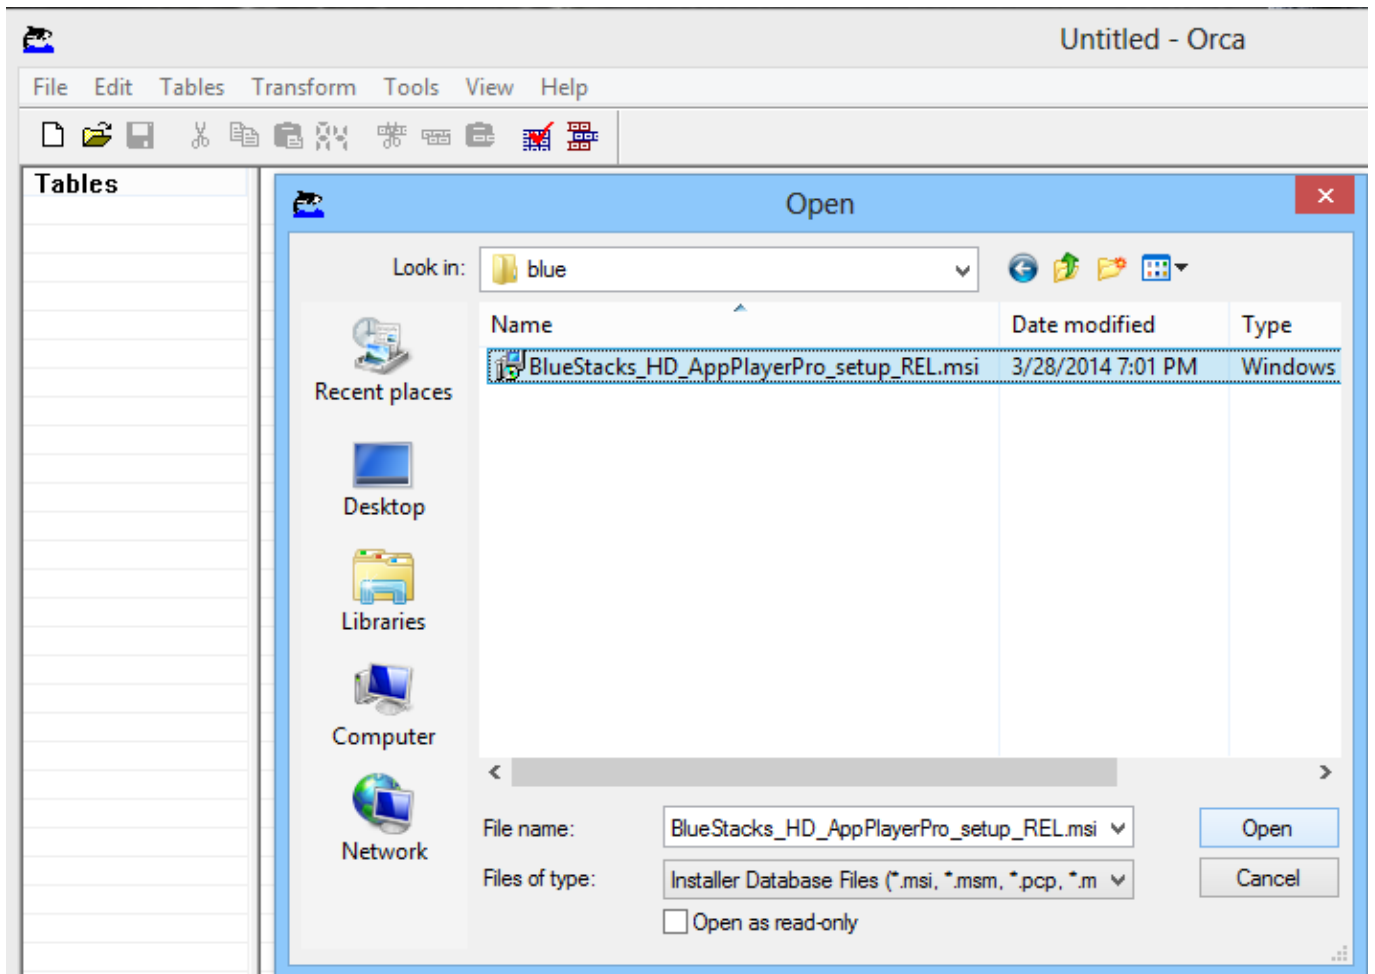 Untitled - Orca
File Edit Tables Transform Tools View Help
Tables
Open
Look in: blue
Name Date modified Type
BlueStacks_HD_AppPlayerPro_setup_REL.msi 3/28/2014 7:01 PM Windows
Recent places
Desktop
Libraries
Computer
Network
File name: BlueStacks_HD_AppPlayerPro_setup_REL.msi Open
Files of type: Installer Database Files (*.msi, *.msm, *.pcp, *.m Cancel
Open as read-only